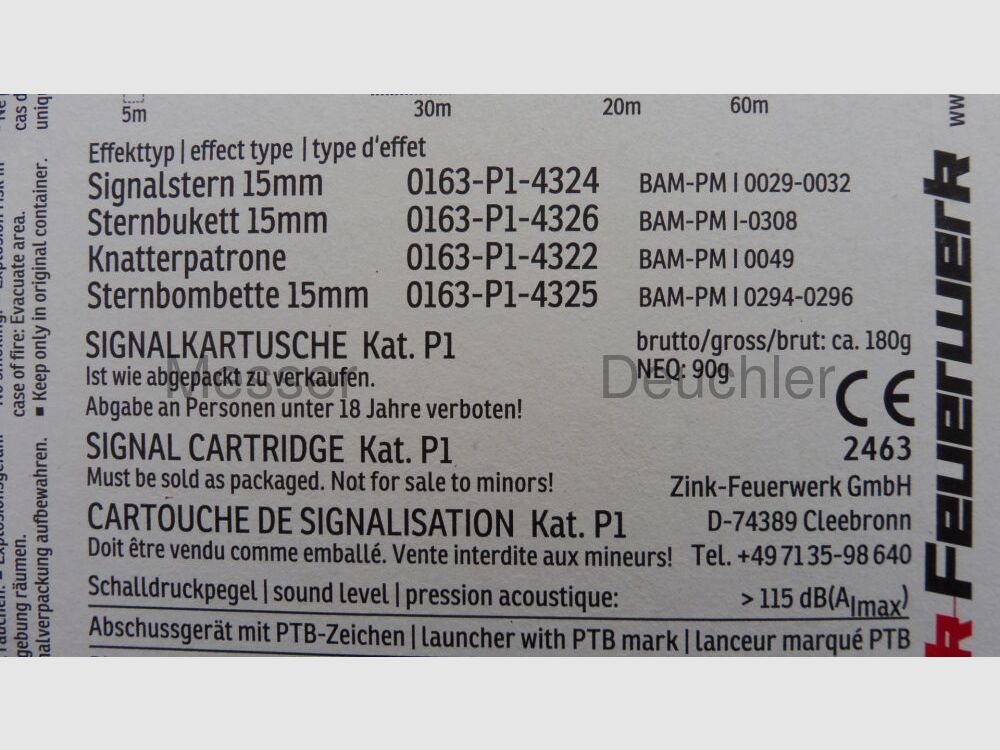 5m 30m 20m 60m
Effekttyp | effect type | type d'effet
Signalstern 15mm 0163-P1-4324 BAM-PM I 0029-0032
Sternbukett 15mm 0163-P1-4326 BAM-PM I-0308
Knatterpatrone 0163-P1-4322 BAM-PM I 0049
Sternbombette 15mm 0163-P1-4325 BAM-PM I 0294-0296
SIGNALKARTUSCHE Kat. P1 brutto/gross/brut: ca. 180g
NEQ: 90g
Ist wie abgepackt zu verkaufen.
Messer Deuchler
Abgabe an Personen unter 18 Jahre verboten! CE
SIGNAL CARTRIDGE Kat. P1 2463
Must be sold as packaged. Not for sale to minors! Zink-Feuerwerk GmbH
CARTOUCHE DE SIGNALISATION Kat. P1 D-74389 Cleebronn
Doit être vendu comme emballé. Vente interdite aux mineurs! Tel. +49 71 35-98 640
Schalldruckpegel | sound level | pression acoustique: > 115 dB(AImax)
Abschussgerät mit PTB-Zeichen | launcher with PTB mark | lanceur marqué PTB
cas d
uniq
case of fire: Evacuate area.
■ Keep only in original container.
gebung räumen.
nalverpackung aufbewahren.
www
k-Feuerwerk